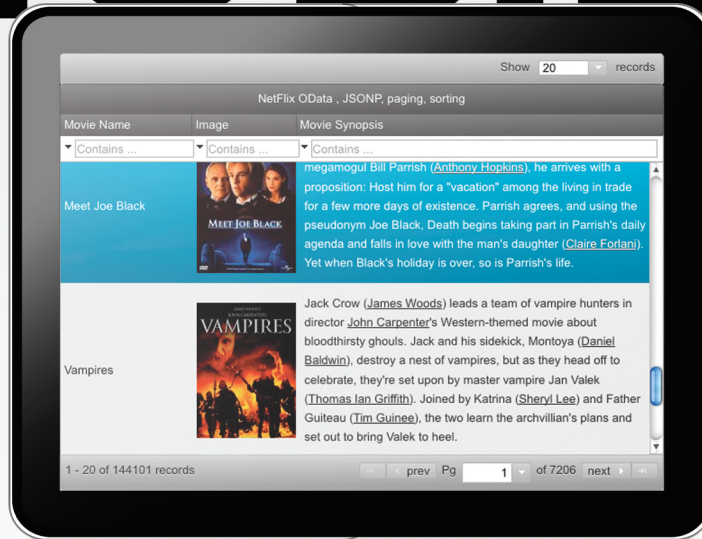 Show 20 records
NetFlix OData , JSONP, paging, sorting
Movie Name Image Movie Synopsis
Contains ... Contains ... Contains ...
megamogul Bill Parrish (Anthony Hopkins), he arrives with a
proposition: Host him for a "vacation" among the living in trade
for a few more days of existence. Parrish agrees, and using the
pseudonym Joe Black, Death begins taking part in Parrish's daily
agenda and falls in love with the man's daughter (Claire Forlani).
Yet when Black's holiday is over, so is Parrish's life.
Meet Joe Black
MEET JOE BLACK
Jack Crow (James Woods) leads a team of vampire hunters in
director John Carpenter's Western-themed movie about
bloodthirsty ghouls. Jack and his sidekick, Montoya (Daniel
Baldwin), destroy a nest of vampires, but as they head off to
celebrate, they're set upon by master vampire Jan Valek
(Thomas Ian Griffith). Joined by Katrina (Sheryl Lee) and Father
Guiteau (Tim Guinee), the two learn the archvillian's plans and
set out to bring Valek to heel.
Vampires
JAMES WOODS
JOHN CARPENTER'S
VAMPIRES
1 - 20 of 144101 records prev Pg 1 of 7206 next